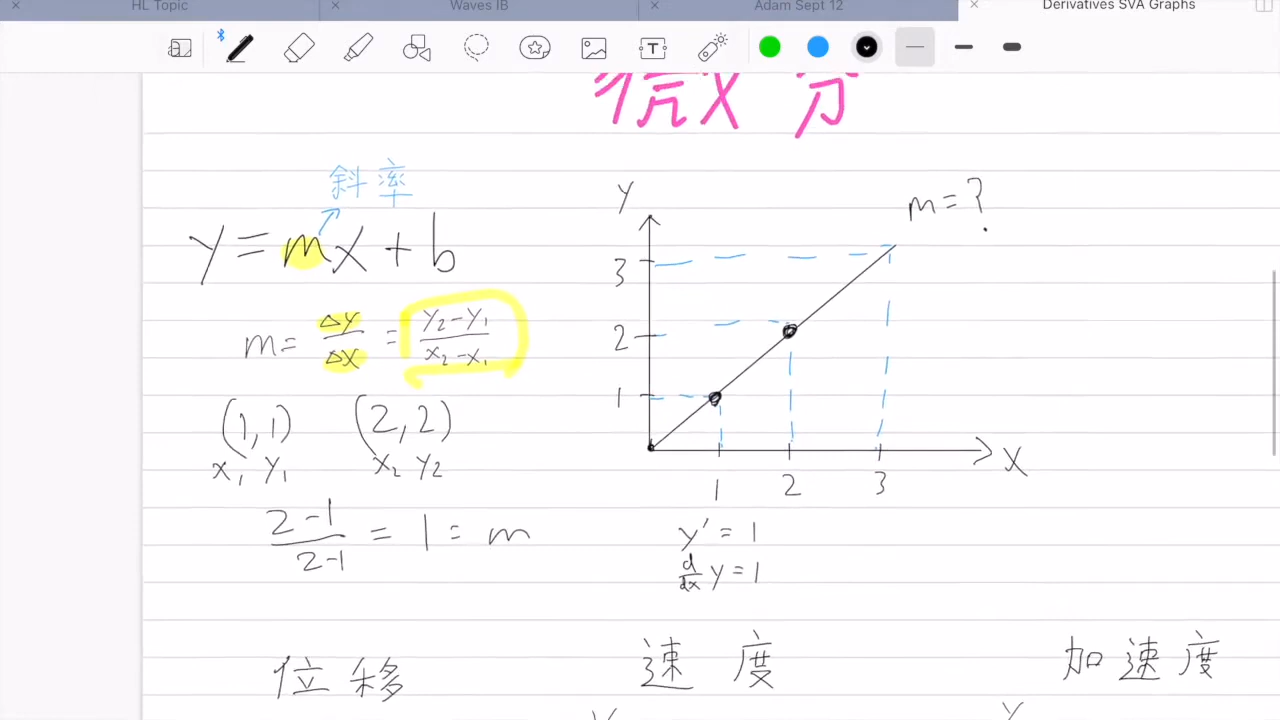 HL Topic
Waves IB
Adam Sept 12
Derivatives SVA Graphs
微分
斜率
y = mx + b
m = Δy/Δx = (y₂-y₁)/(x₂-x₁)
(1,1) (2,2)
x₁ y₁ x₂ y₂
(2-1)/(2-1) = 1 = m
m = ?
Y
3
2
1
1 2 3 X
y' = 1
d/dx y = 1
位移 速度 加速度